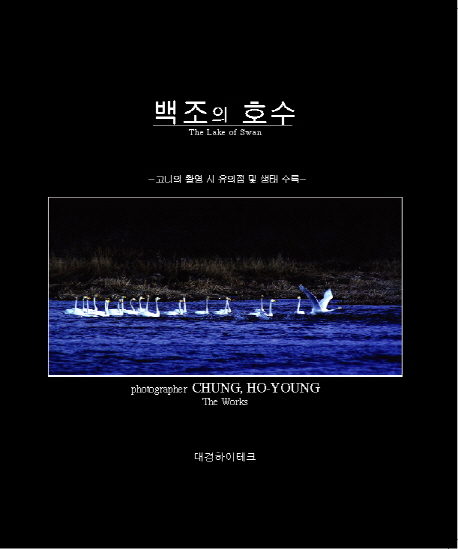 백조의 호수
The Lake of Swan
-고니의 촬영 시 유의점 및 생태 수록-
photographer CHUNG, HO-YOUNG
The Works
대경하이테크